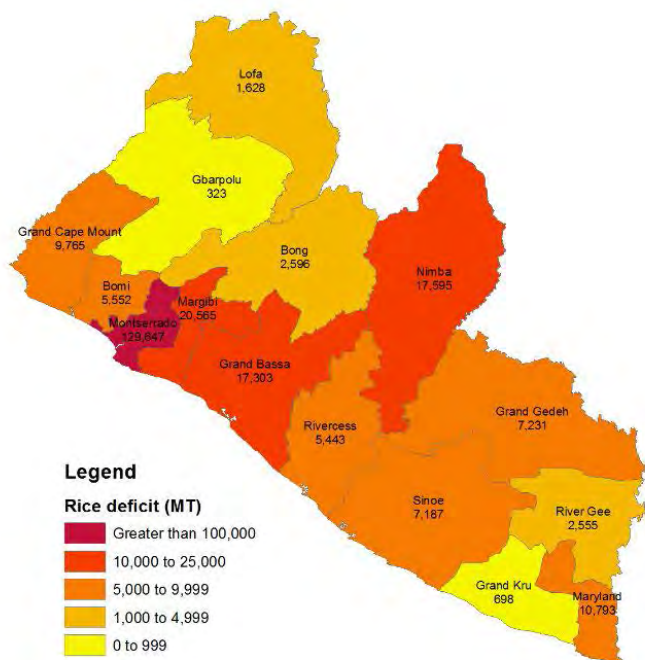 Lofa
1,628
Gbarpolu
323
Grand Cape Mount
9,765
Bong
2,596
Nimba
17,595
Bomi
5,552
Margibi
20,565
Montserrado
129,647
Grand Bassa
17,303
Grand Gedeh
7,231
Rivercess
5,443
Sinoe
7,187
River Gee
2,555
Grand Kru
698
Maryland
10,793
Legend
Rice deficit (MT)
Greater than 100,000
10,000 to 25,000
5,000 to 9,999
1,000 to 4,999
0 to 999